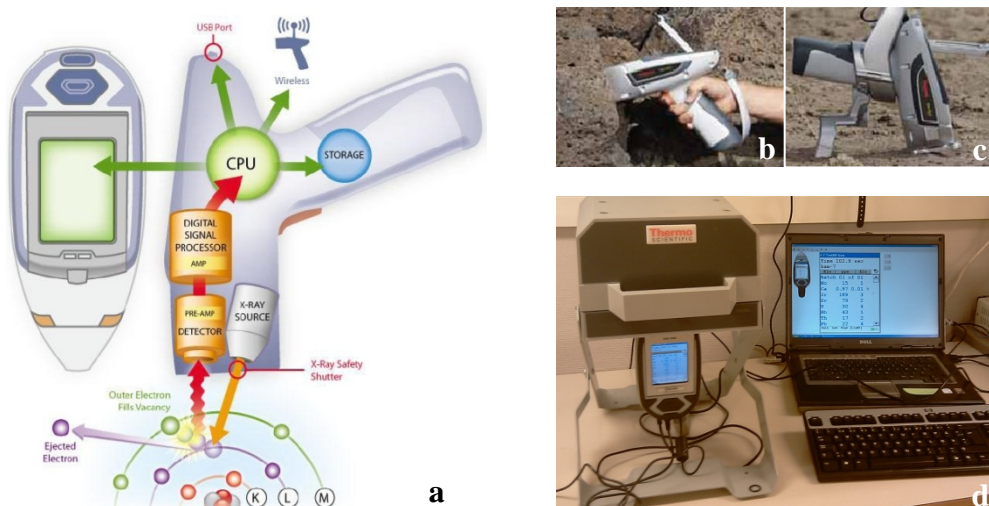 USB Port
Wireless
CPU
STORAGE
DIGITAL
SIGNAL
PROCESSOR
AMP
PRE-AMP
DETECTOR
X-RAY
SOURCE
X-Ray Safety
Shutter
Outer Electron
Fills Vacancy
Ejected
Electron
K L M
a
b
c
Thermo
SCIENTIFIC
DELL
d